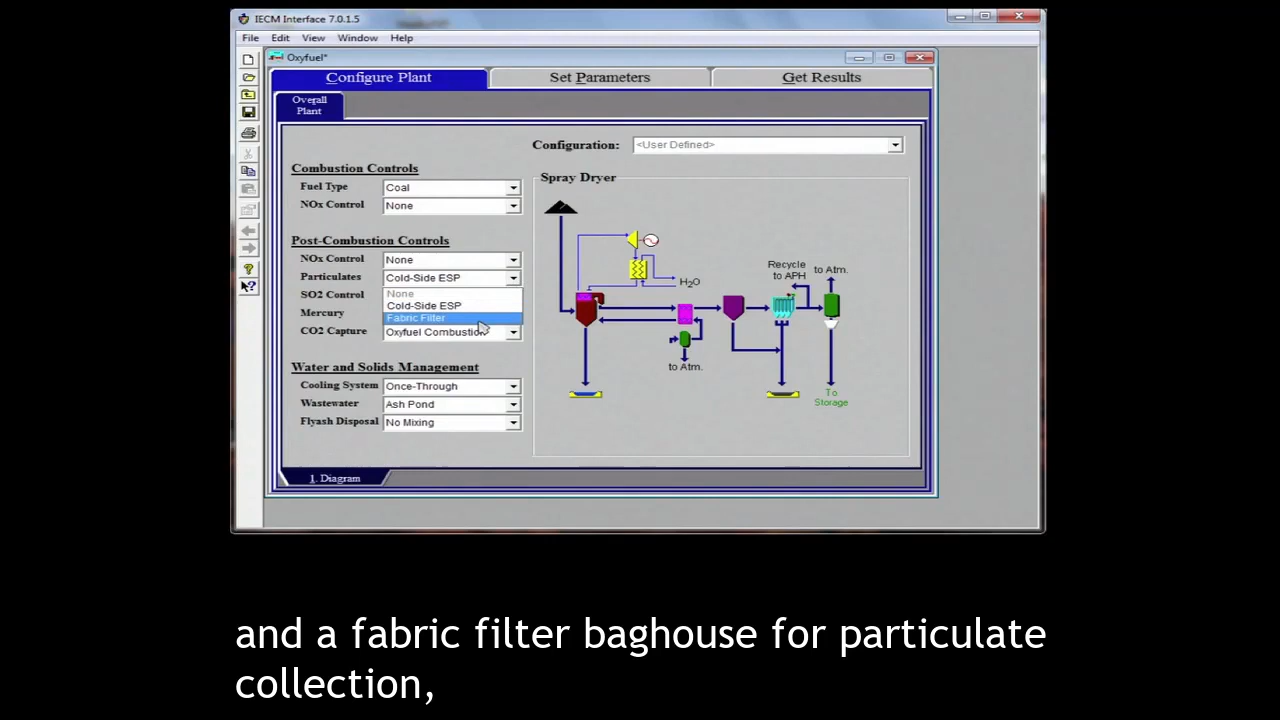 IECM Interface 7.0.1.5
File Edit View Window Help
Oxyfuel*
Configure Plant Set Parameters Get Results
Overall
Plant
Configuration: <User Defined>
Combustion Controls
Fuel Type Coal
NOx Control None
Post-Combustion Controls
NOx Control None
Particulates Cold-Side ESP
SO2 Control None
Cold-Side ESP
Mercury Fabric Filter
CO2 Capture Oxyfuel Combustion
Water and Solids Management
Cooling System Once-Through
Wastewater Ash Pond
Flyash Disposal No Mixing
Spray Dryer
H2O
Recycle
to APH
to Atm.
to Atm.
To
Storage
1. Diagram
and a fabric filter baghouse for particulate
collection,